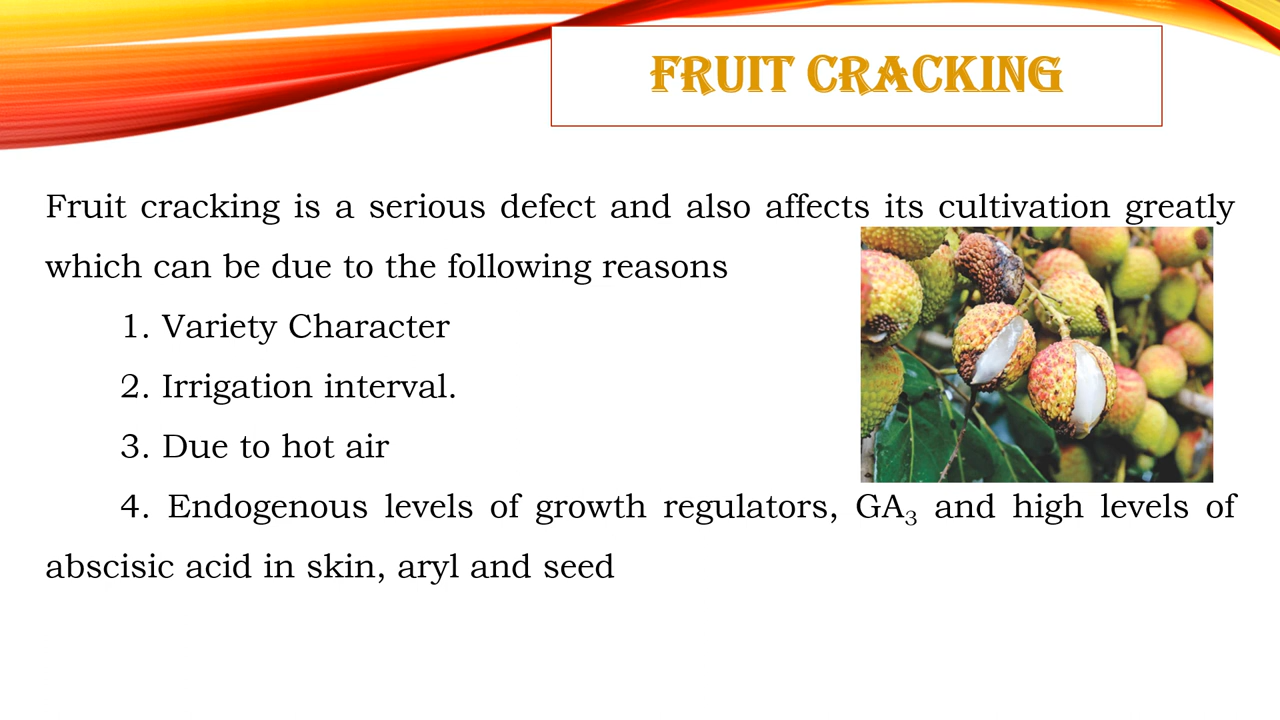 FRUIT CRACKING
Fruit cracking is a serious defect and also affects its cultivation greatly
which can be due to the following reasons
1. Variety Character
2. Irrigation interval.
3. Due to hot air
4. Endogenous levels of growth regulators, GA₃ and high levels of
abscisic acid in skin, aryl and seed